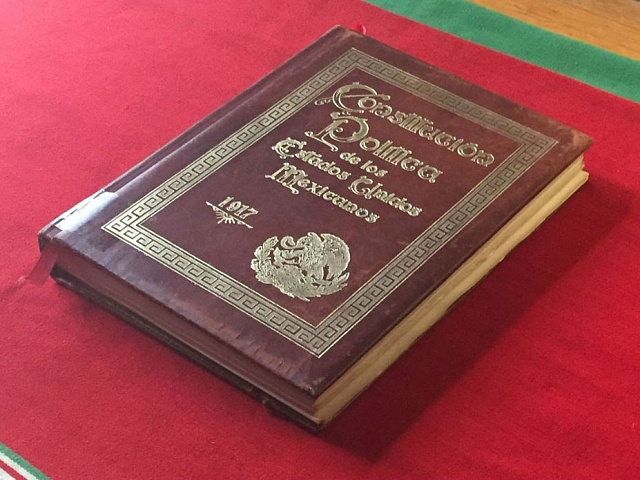 Constitución
Política
de los
Estados Unidos
Mexicanos
1917